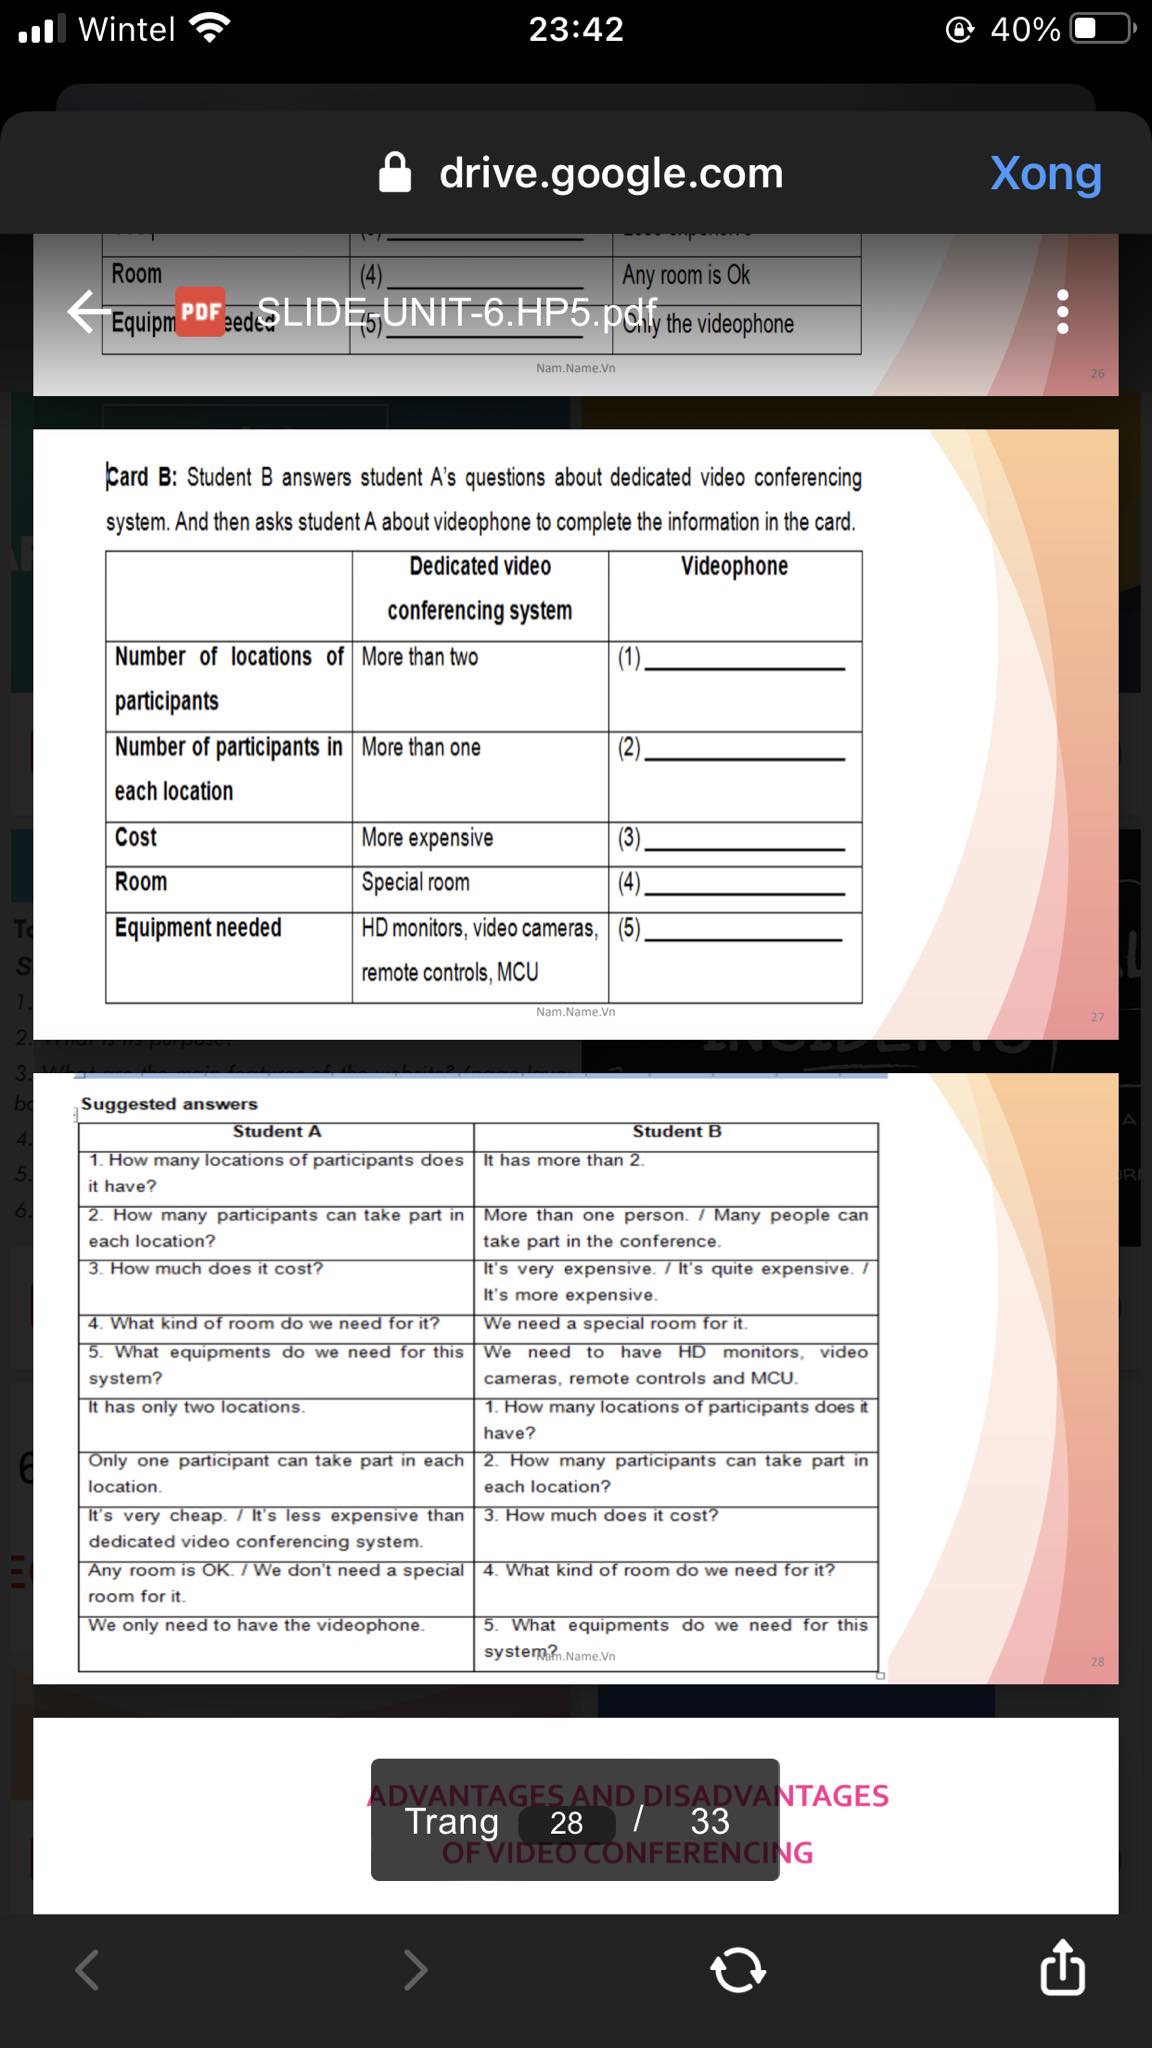 Wintel 23:42 40%
drive.google.com Xong
Room (4) Any room is Ok
PDF SLIDE-UNIT-6.HP5.pdf
(5) Only the videophone
Nam.Name.Vn
26
Card B: Student B answers student A's questions about dedicated video conferencing
system. And then asks student A about videophone to complete the information in the card.
Dedicated video Videophone
conferencing system
Number of locations of More than two (1)
participants
Number of participants in More than one (2)
each location
Cost More expensive (3)
Room Special room (4)
Equipment needed HD monitors, video cameras, (5)
remote controls, MCU
Nam.Name.Vn
27
Suggested answers
Student A Student B
1. How many locations of participants does It has more than 2.
it have?
2. How many participants can take part in More than one person. / Many people can
each location? take part in the conference.
3. How much does it cost? It's very expensive. / It's quite expensive. /
It's more expensive.
4. What kind of room do we need for it? We need a special room for it.
5. What equipments do we need for this We need to have HD monitors, video
system? cameras, remote controls and MCU.
It has only two locations. 1. How many locations of participants does it
have?
Only one participant can take part in each 2. How many participants can take part in
location. each location?
It's very cheap. / It's less expensive than 3. How much does it cost?
dedicated video conferencing system.
Any room is OK. / We don't need a special 4. What kind of room do we need for it?
room for it.
We only need to have the videophone. 5. What equipments do we need for this
system?
Nam.Name.Vn
28
ADVANTAGES AND DISADVANTAGES
Trang 28 / 33
OF VIDEO CONFERENCING